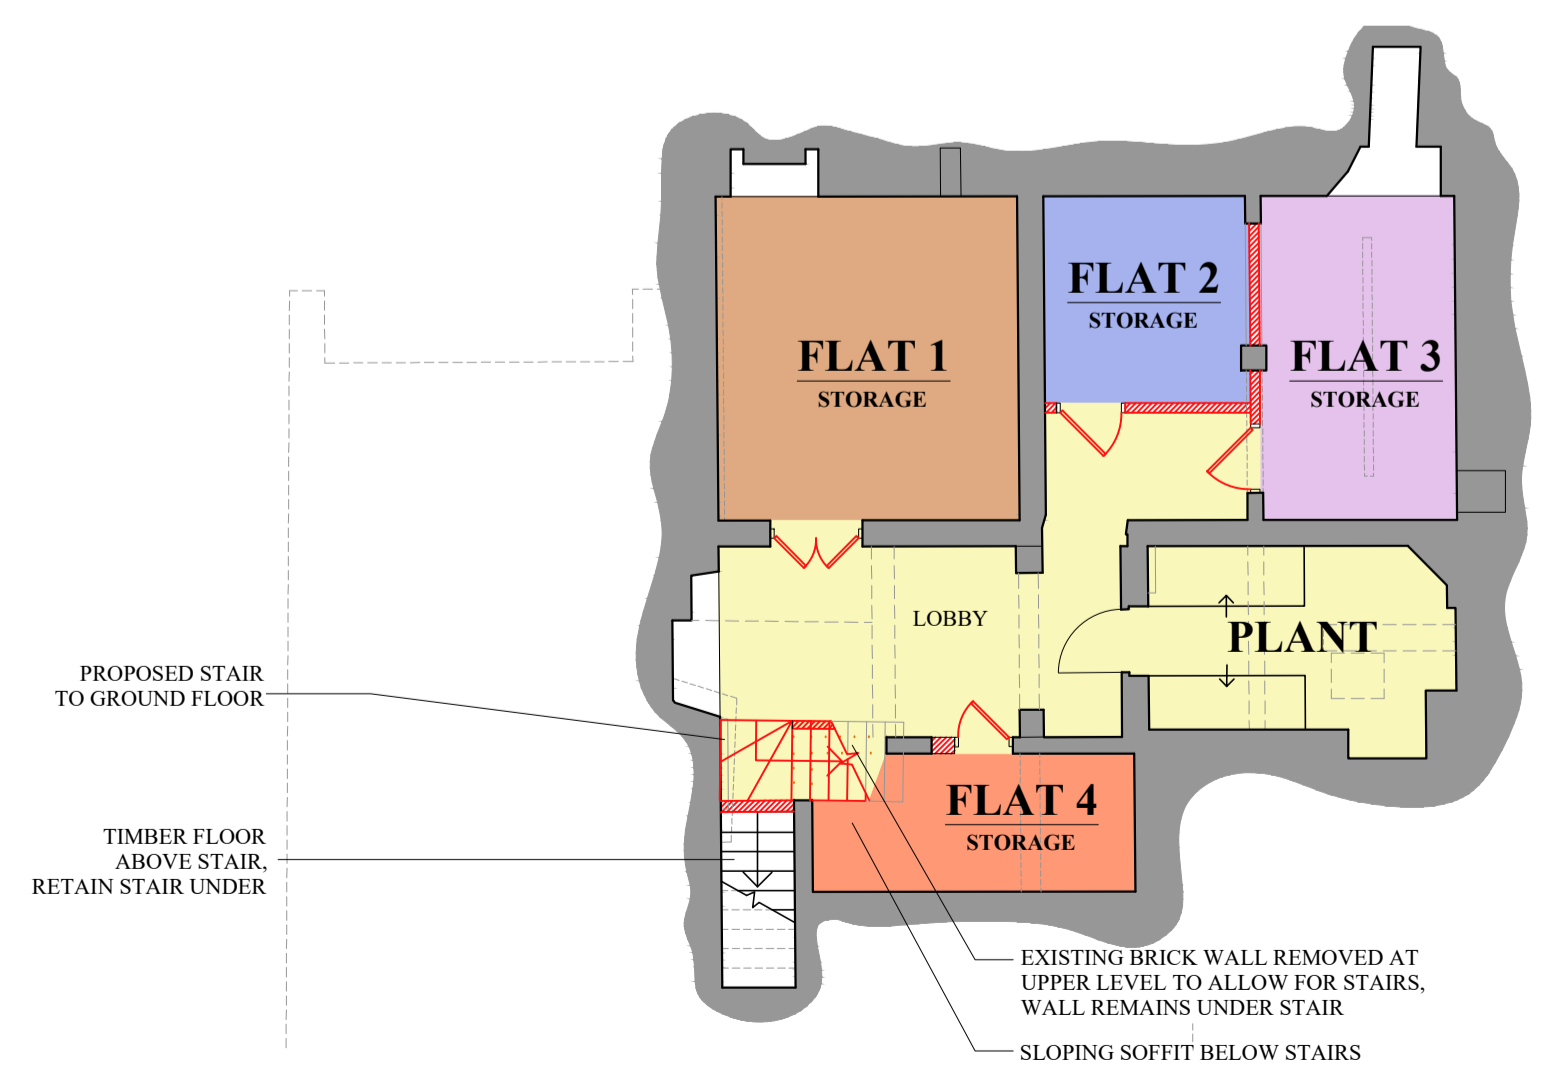 FLAT 2
STORAGE
FLAT 1
STORAGE
FLAT 3
STORAGE
LOBBY
PLANT
PROPOSED STAIR
TO GROUND FLOOR
FLAT 4
STORAGE
TIMBER FLOOR
ABOVE STAIR,
RETAIN STAIR UNDER
EXISTING BRICK WALL REMOVED AT
UPPER LEVEL TO ALLOW FOR STAIRS,
WALL REMAINS UNDER STAIR
SLOPING SOFFIT BELOW STAIRS